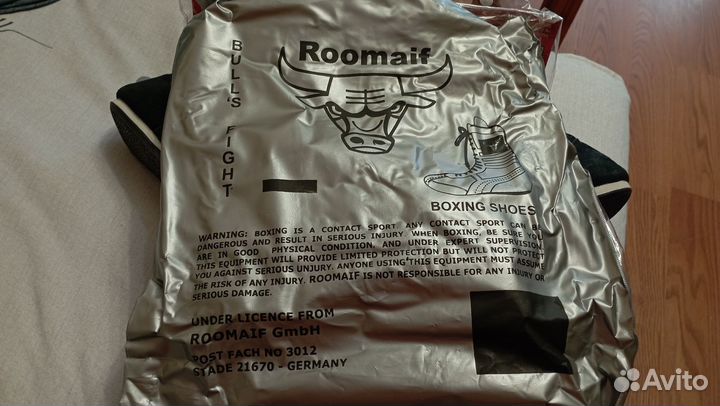 Roomaif
BULL'S FIGHT
BOXING SHOES
WARNING: BOXING IS A CONTACT SPORT. ANY CONTACT SPORT CAN BE
DANGEROUS AND RESULT IN SERIOUS INJURY. WHEN BOXING, BE SURE YOU
ARE IN GOOD PHYSICAL CONDITION, AND UNDER EXPERT SUPERVISION.
THIS EQUIPMENT WILL PROVIDE LIMITED PROTECTION BUT WILL NOT PROTECT
YOU AGAINST SERIOUS UNJURY. ANYONE USING THIS EQUIPMENT MUST ASSUME
THE RISK OF ANY INJURY. ROOMAIF IS NOT RESPONSIBLE FOR ANY INJURY OR
SERIOUS DAMAGE.
UNDER LICENCE FROM
ROOMAIF GmbH
POST FACH NO 3012
STADE 21670 - GERMANY
Avito